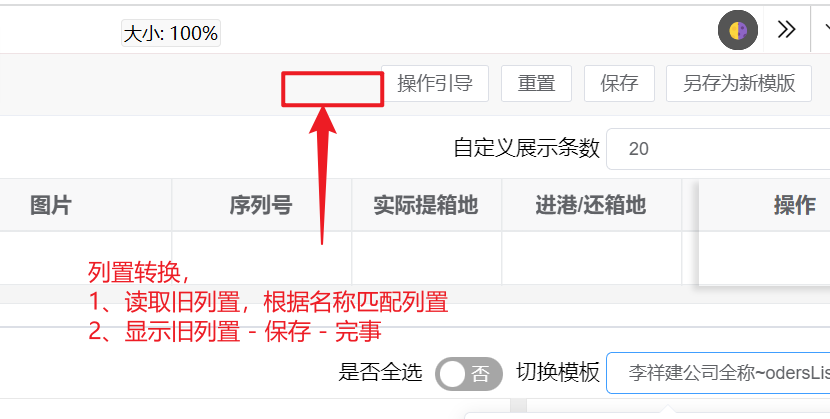 大小: 100%
操作引导 重置 保存 另存为新模版
自定义展示条数 20
图片 序列号 实际提箱地 进港/还箱地 操作
列置转换，
1、读取旧列置，根据名称匹配列置
2、显示旧列置 - 保存 - 完事
是否全选 否 切换模板 李祥建公司全称~odersLis